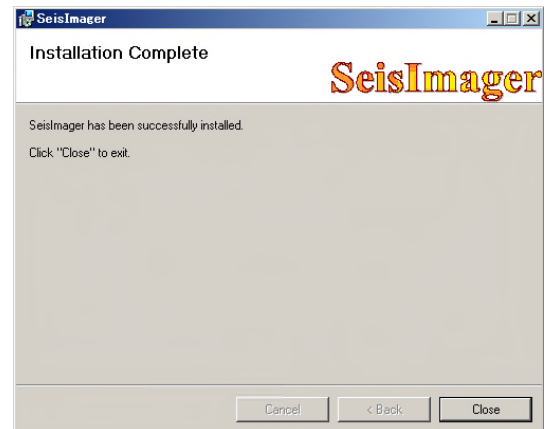 SeisImager
Installation Complete
SeisImager
SeisImager has been successfully installed.
Click "Close" to exit.
Cancel
< Back
Close